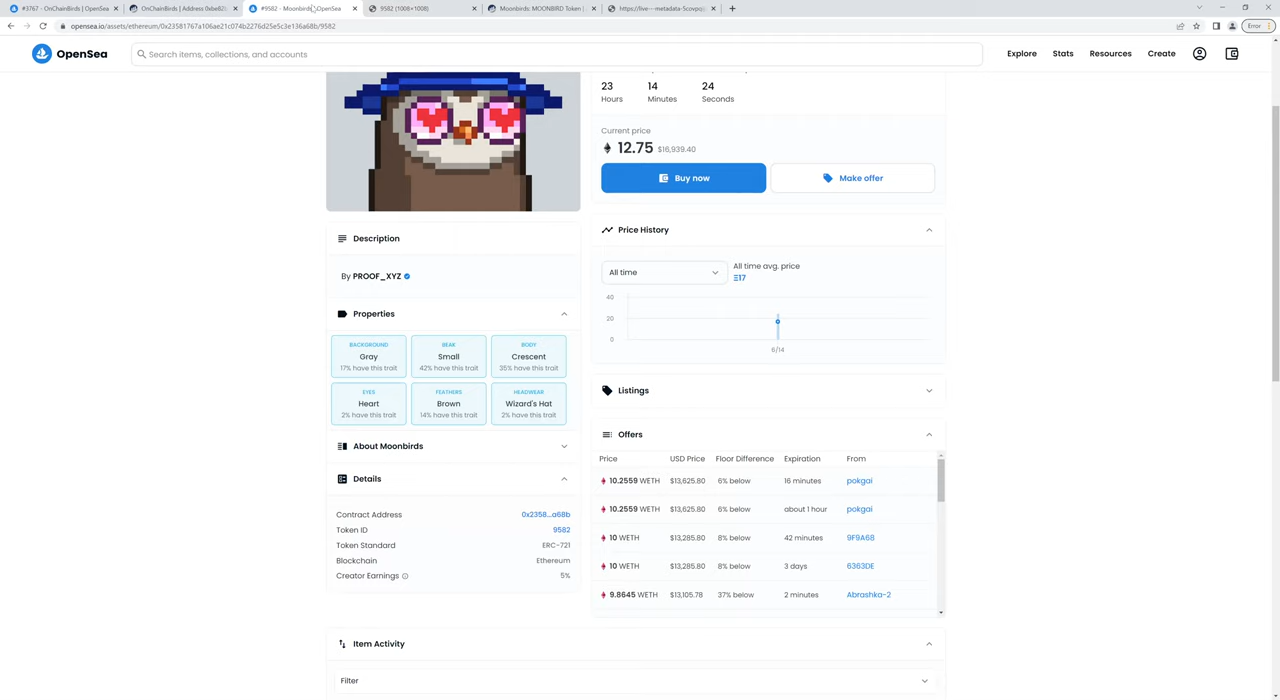 #3767 - OnChainBirds | OpenSea
OnChainBirds | Address 0xbe82b
#9582 - Moonbirds | OpenSea
9582 (1008×1008)
Moonbirds: MOONBIRD Token |
https://live---metadata-5covpqi
Error
opensea.io/assets/ethereum/0x23581767a106ae21c074b2276d25e5c3e136a68b/9582
OpenSea
Search items, collections, and accounts
Explore
Stats
Resources
Create
23
14
24
Hours
Minutes
Seconds
Current price
12.75 $16,939.40
Buy now
Make offer
Description
By PROOF_XYZ
Properties
BACKGROUND
Gray
17% have this trait
BEAK
Small
42% have this trait
BODY
Crescent
35% have this trait
EYES
Heart
2% have this trait
FEATHERS
Brown
14% have this trait
HEADWEAR
Wizard's Hat
2% have this trait
About Moonbirds
Details
Contract Address 0x2358...a68b
Token ID 9582
Token Standard ERC-721
Blockchain Ethereum
Creator Earnings 5%
Price History
All time
All time avg. price
Ξ17
40
20
0
6/14
Listings
Offers
Price USD Price Floor Difference Expiration From
10.2559 WETH $13,625.80 6% below 16 minutes pokgai
10.2559 WETH $13,625.80 6% below about 1 hour pokgai
10 WETH $13,285.80 8% below 42 minutes 9F9A68
10 WETH $13,285.80 8% below 3 days 6363DE
9.8645 WETH $13,105.78 37% below 2 minutes Abrashka-2
Item Activity
Filter